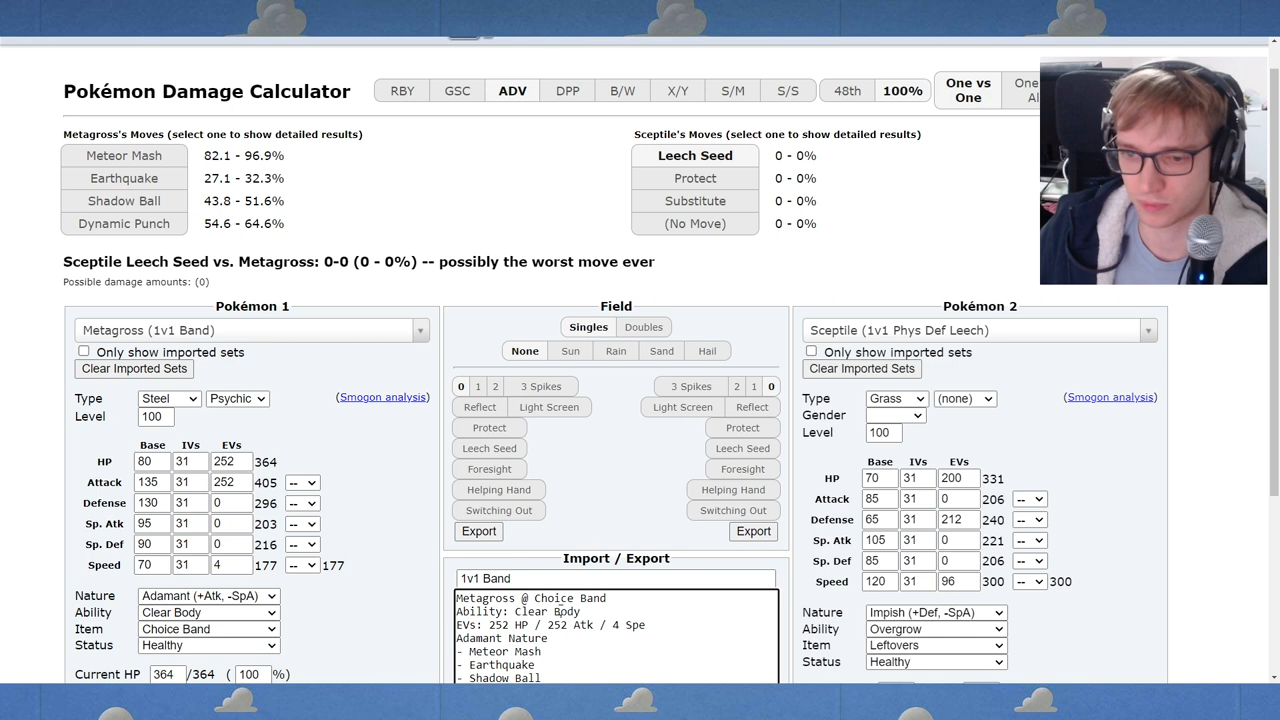 Pokémon Damage Calculator
RBY GSC ADV DPP B/W X/Y S/M S/S 48th 100% One vs One One
Metagross's Moves (select one to show detailed results)
Meteor Mash 82.1 - 96.9%
Earthquake 27.1 - 32.3%
Shadow Ball 43.8 - 51.6%
Dynamic Punch 54.6 - 64.6%
Sceptile's Moves (select one to show detailed results)
Leech Seed 0 - 0%
Protect 0 - 0%
Substitute 0 - 0%
(No Move) 0 - 0%
Sceptile Leech Seed vs. Metagross: 0-0 (0 - 0%) -- possibly the worst move ever
Possible damage amounts: (0)
Pokémon 1
Metagross (1v1 Band)
Only show imported sets
Clear Imported Sets
Type Steel Psychic (Smogon analysis)
Level 100
Base IVs EVs
HP 80 31 252 364
Attack 135 31 252 405 --
Defense 130 31 0 296 --
Sp. Atk 95 31 0 203 --
Sp. Def 90 31 0 216 --
Speed 70 31 4 177 -- 177
Nature Adamant (+Atk, -SpA)
Ability Clear Body
Item Choice Band
Status Healthy
Current HP 364 /364 ( 100 %)
Field
Singles Doubles
None Sun Rain Sand Hail
0 1 2 3 Spikes 3 Spikes 2 1 0
Reflect Light Screen Light Screen Reflect
Protect Protect
Leech Seed Leech Seed
Foresight Foresight
Helping Hand Helping Hand
Switching Out Switching Out
Export Export
Import / Export
1v1 Band
Metagross @ Choice Band
Ability: Clear Body
EVs: 252 HP / 252 Atk / 4 Spe
Adamant Nature
- Meteor Mash
- Earthquake
- Shadow Ball
Pokémon 2
Sceptile (1v1 Phys Def Leech)
Only show imported sets
Clear Imported Sets
Type Grass (none) (Smogon analysis)
Gender
Level 100
Base IVs EVs
HP 70 31 200 331
Attack 85 31 0 206 --
Defense 65 31 212 240 --
Sp. Atk 105 31 0 221 --
Sp. Def 85 31 0 206 --
Speed 120 31 96 300 -- 300
Nature Impish (+Def, -SpA)
Ability Overgrow
Item Leftovers
Status Healthy